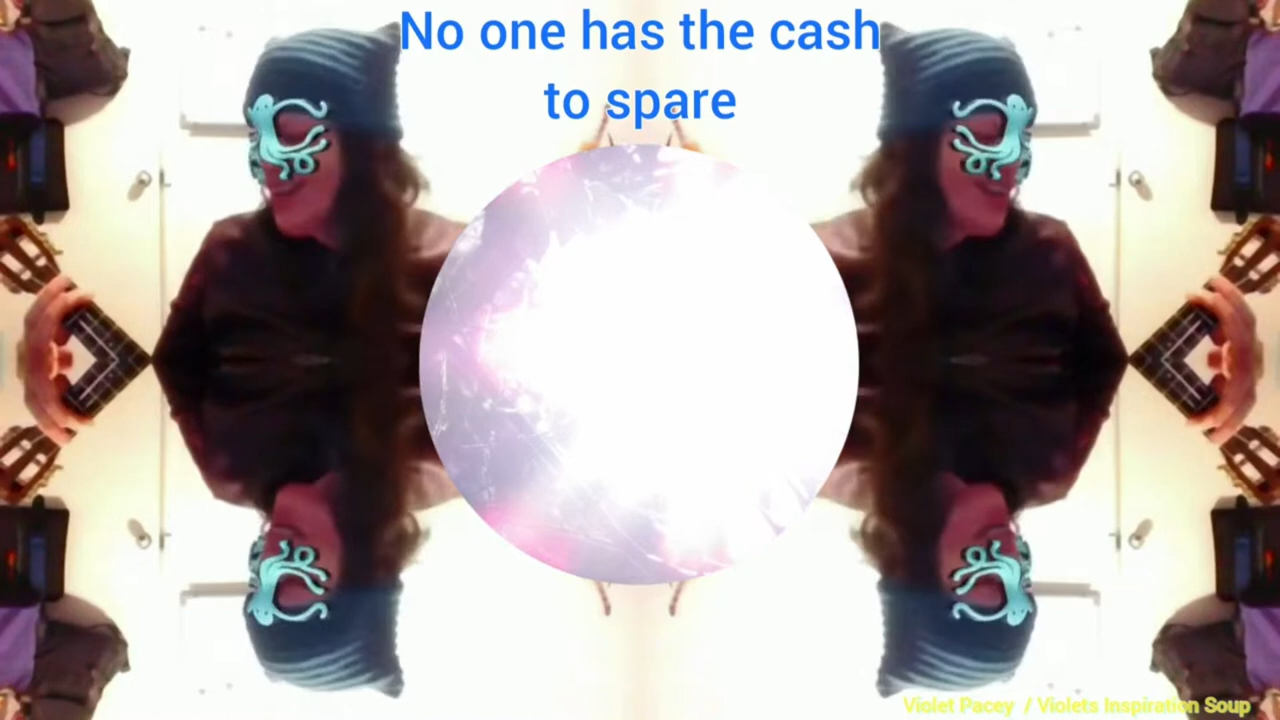 No one has the cash
to spare
Violet Pacey / Violets Inspiration Soup